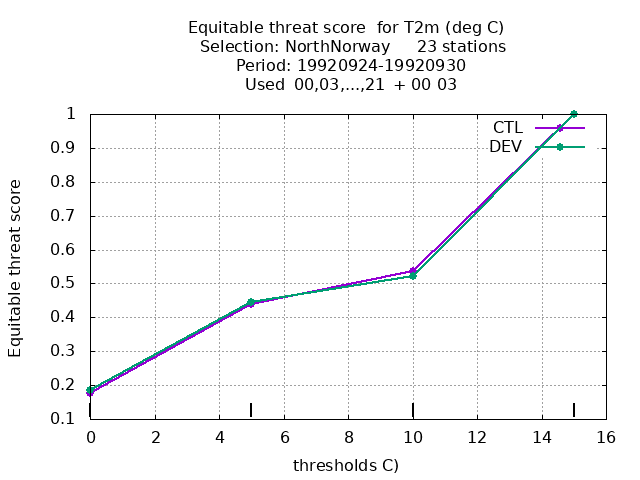 Equitable threat score  for T2m (deg C)
Selection: NorthNorway     23 stations
Period: 19920924-19920930
Used  00,03,...,21  + 00 03
CTL
DEV
Equitable threat score
1
0.9
0.8
0.7
0.6
0.5
0.4
0.3
0.2
0.1
0 2 4 6 8 10 12 14 16
thresholds C)